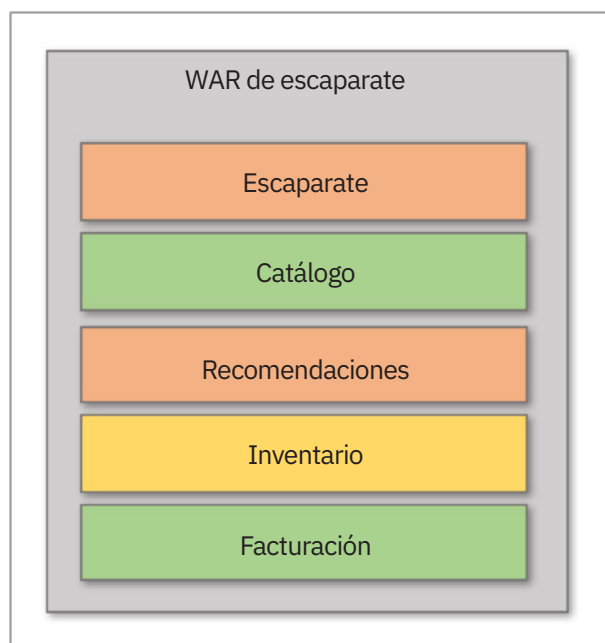 WAR de escaparate
Escaparate
Catálogo
Recomendaciones
Inventario
Facturación